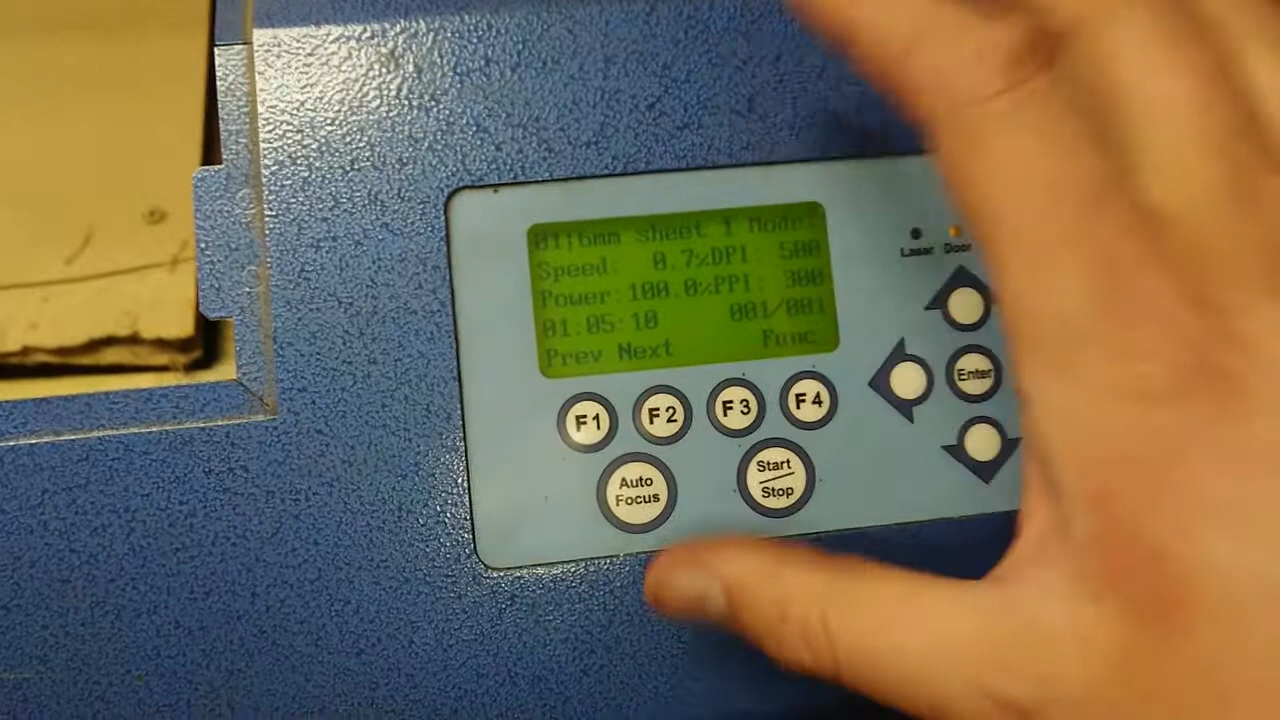 01:6mm sheet 1 Mode:
Speed: 0.7%DPI: 500
Power:100.0%PPI: 300
01:05:10 001/001
Prev Next Func
Laser Door
F1 F2 F3 F4
Enter
Auto Focus
Start
Stop